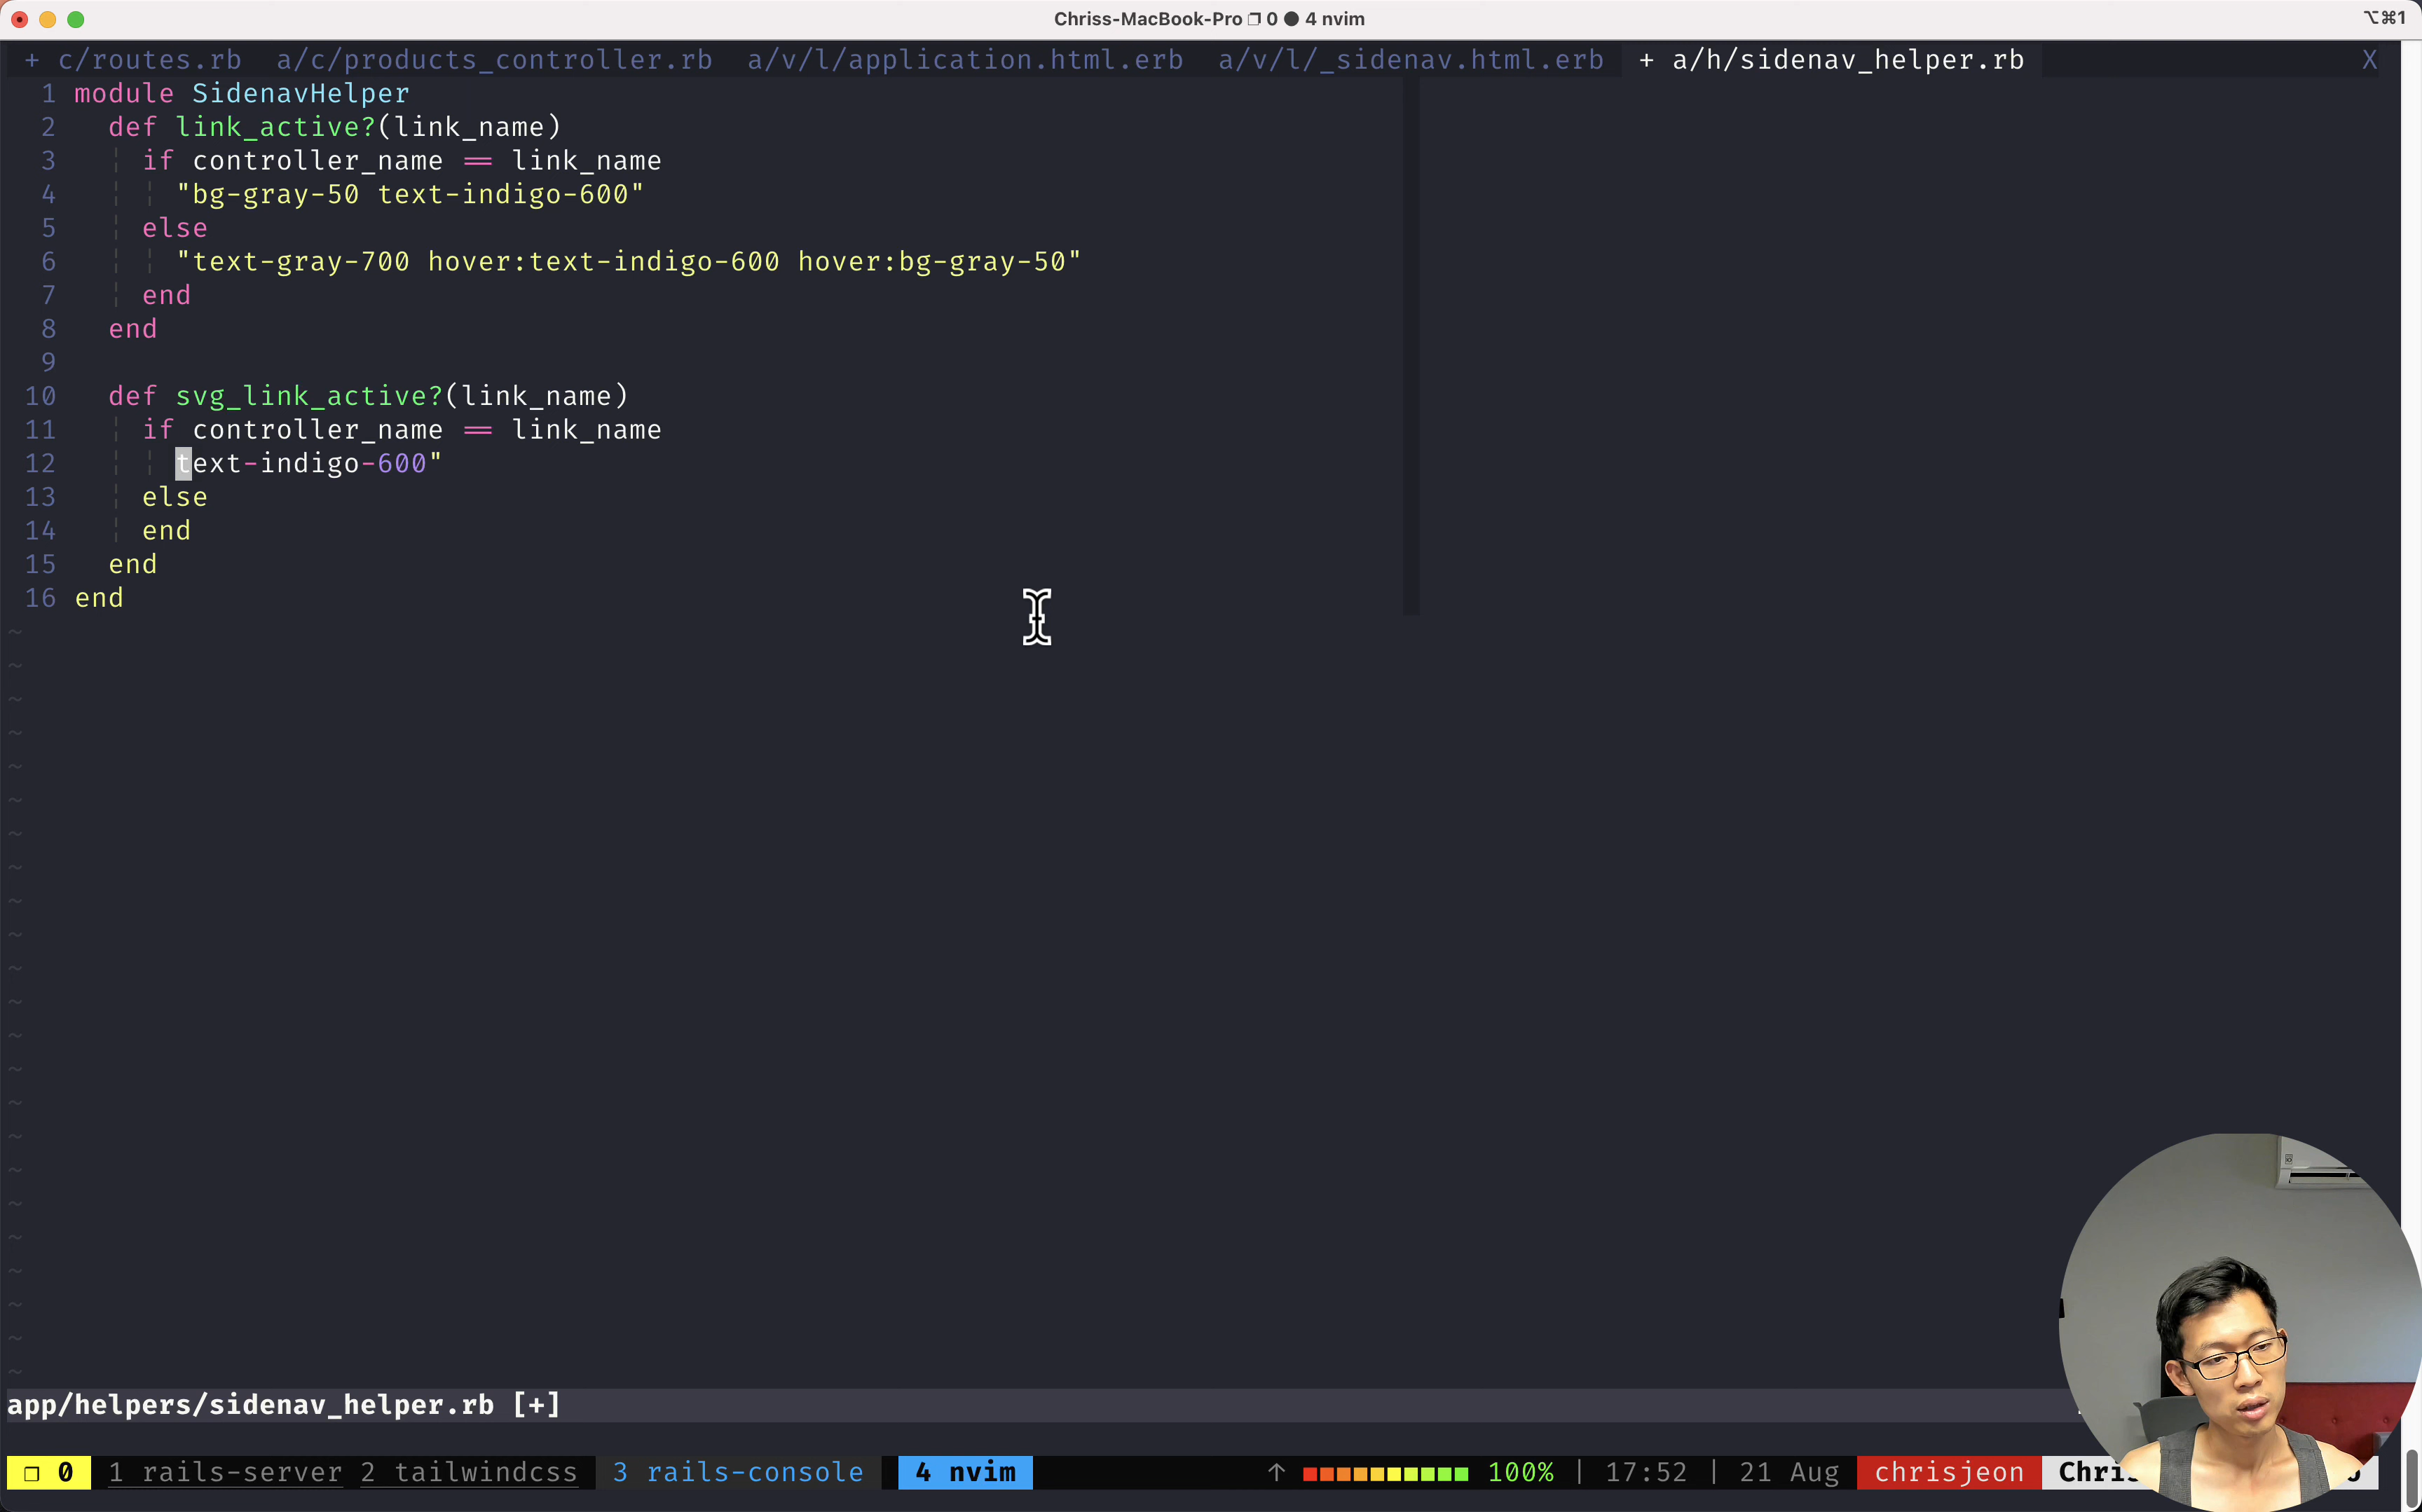 Chriss-MacBook-Pro ❐ 0 ● 4 nvim
⌥⌘1
+ c/routes.rb a/c/products_controller.rb a/v/l/application.html.erb a/v/l/_sidenav.html.erb + a/h/sidenav_helper.rb X
1 module SidenavHelper
2 def link_active?(link_name)
3 if controller_name == link_name
4 "bg-gray-50 text-indigo-600"
5 else
6 "text-gray-700 hover:text-indigo-600 hover:bg-gray-50"
7 end
8 end
9
10 def svg_link_active?(link_name)
11 if controller_name == link_name
12 text-indigo-600"
13 else
14 end
15 end
16 end
app/helpers/sidenav_helper.rb [+]
❐ 0 1 rails-server 2 tailwindcss 3 rails-console 4 nvim ↑ 100% | 17:52 | 21 Aug chrisjeon